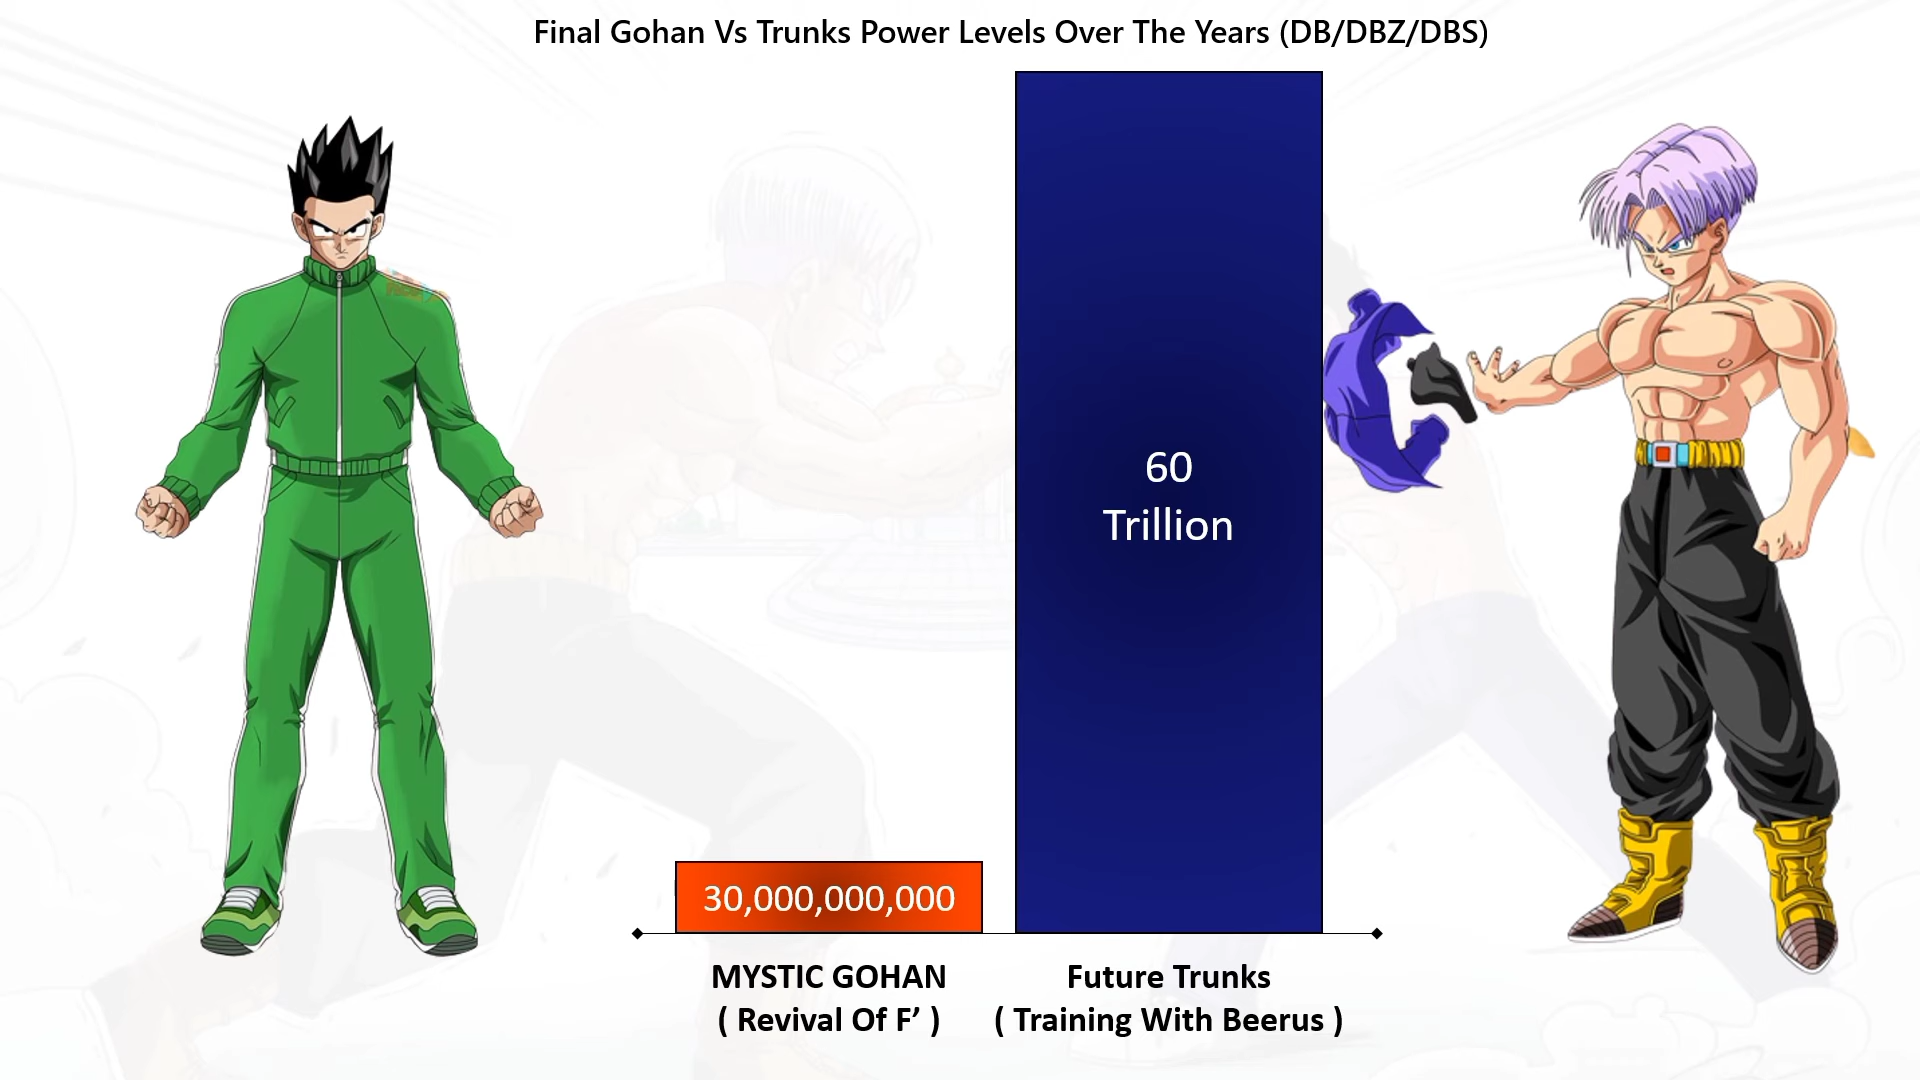 Final Gohan Vs Trunks Power Levels Over The Years (DB/DBZ/DBS)
60
Trillion
30,000,000,000
MYSTIC GOHAN
( Revival Of F’ )
Future Trunks
( Training With Beerus )